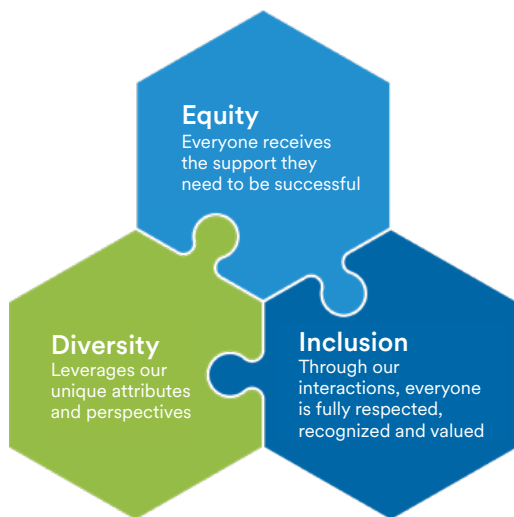 Equity
Everyone receives
the support they
need to be successful
Diversity
Leverages our
unique attributes
and perspectives
Inclusion
Through our
interactions, everyone
is fully respected,
recognized and valued